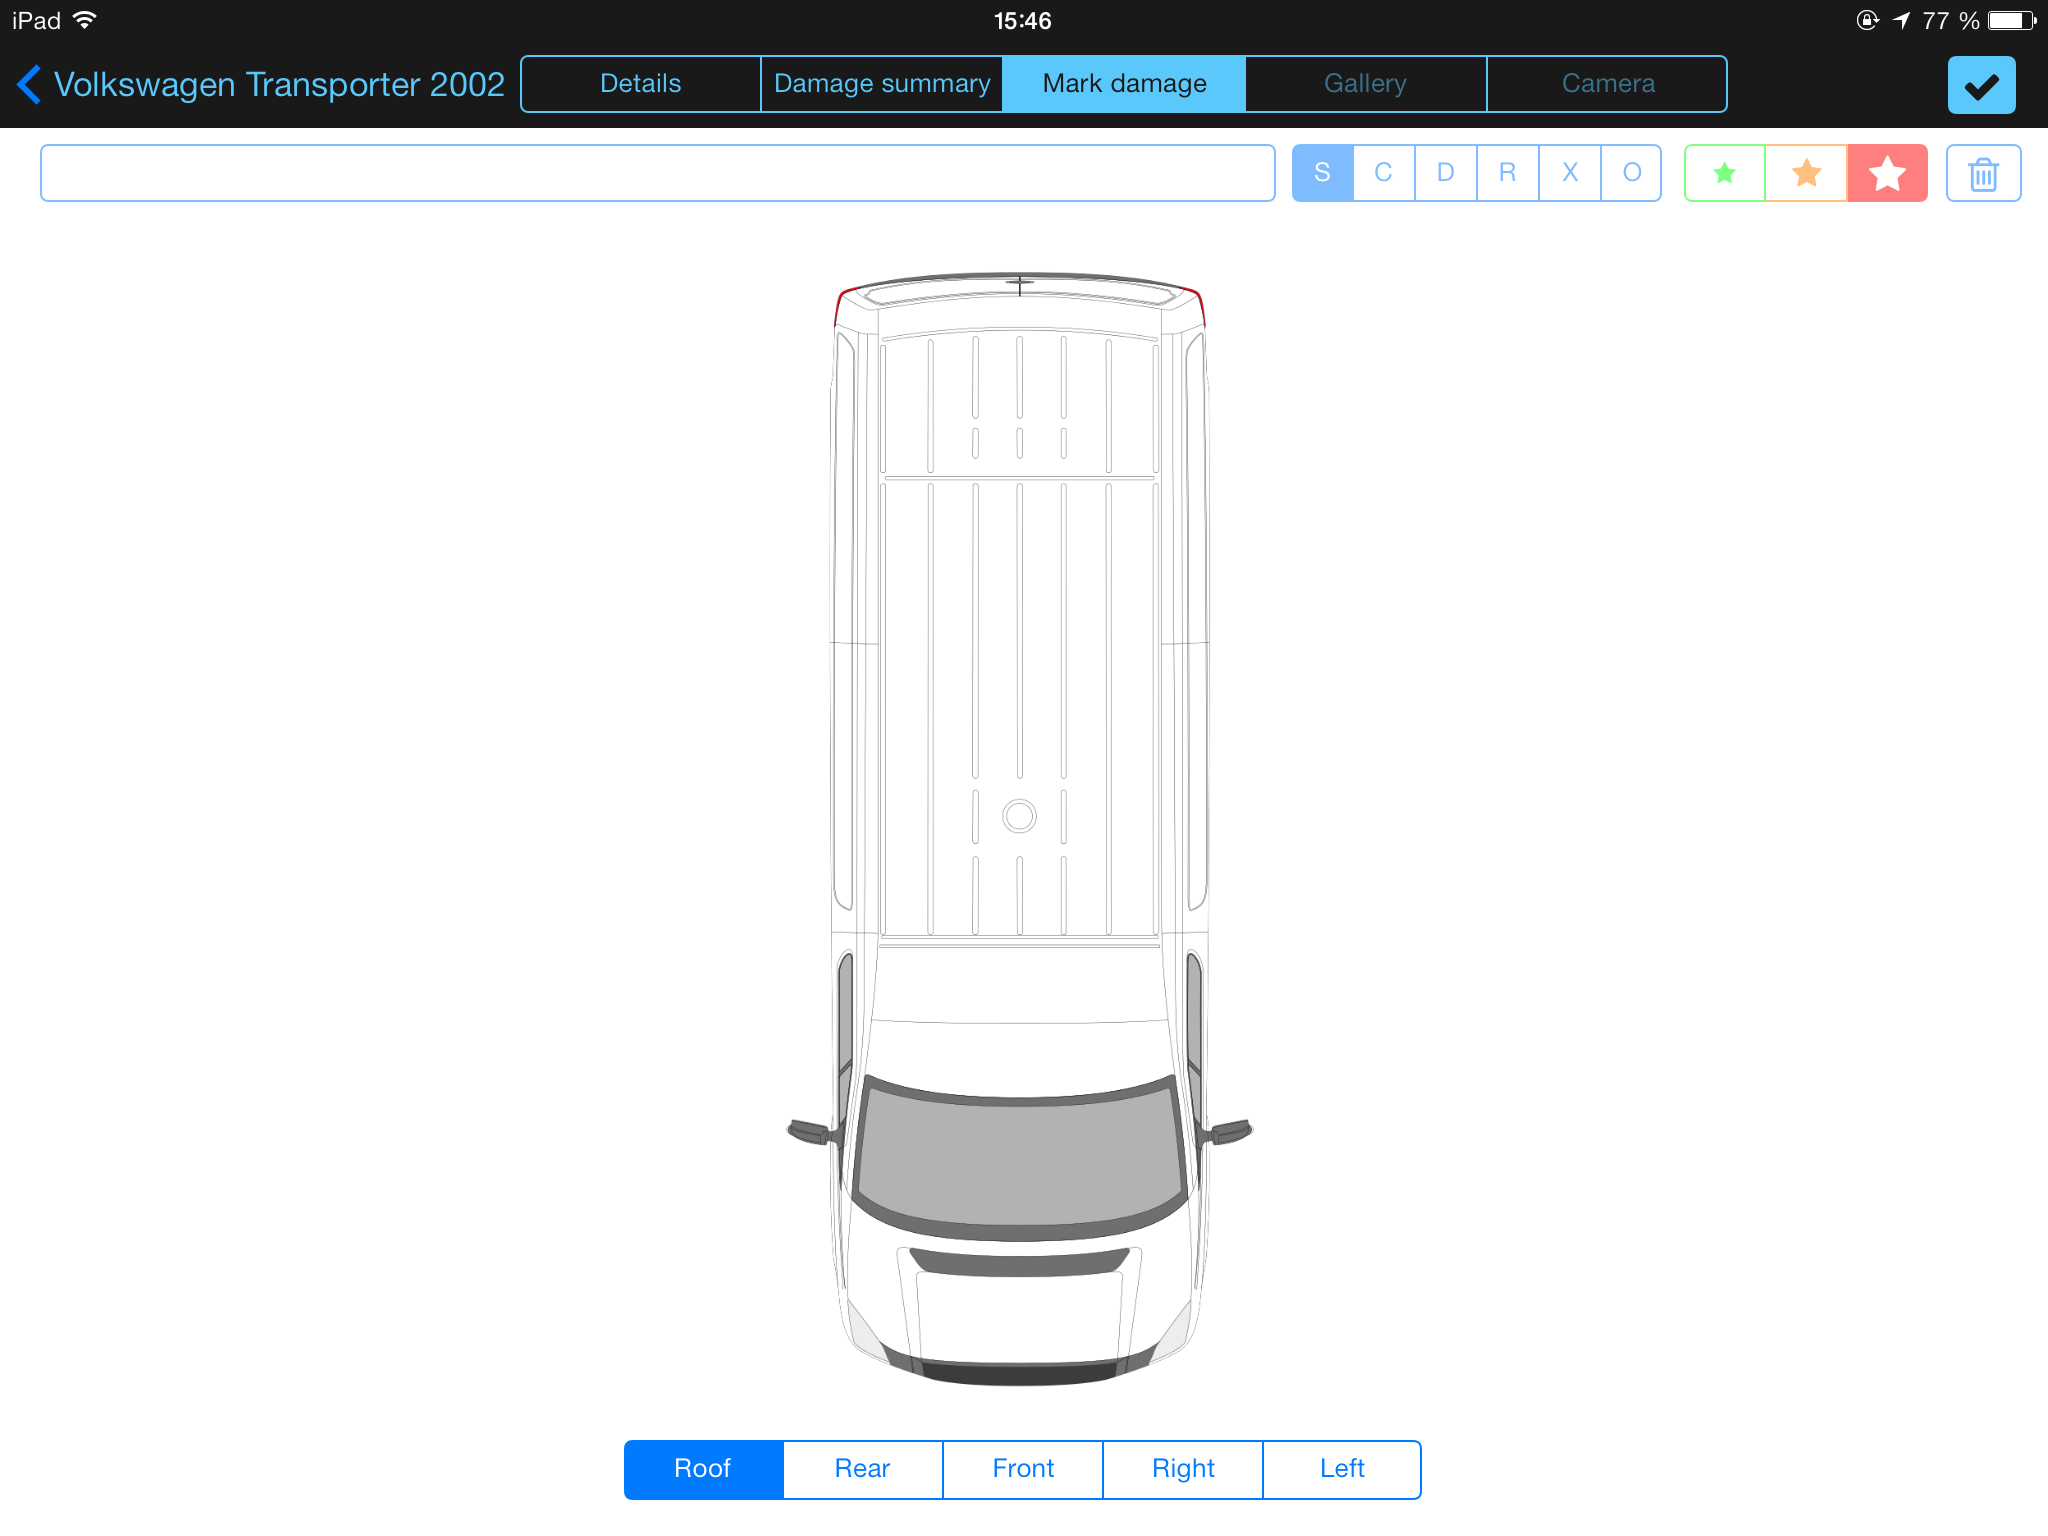 iPad 15:46 77 %
Volkswagen Transporter 2002 Details Damage summary Mark damage Gallery Camera
S C D R X O
Roof Rear Front Right Left